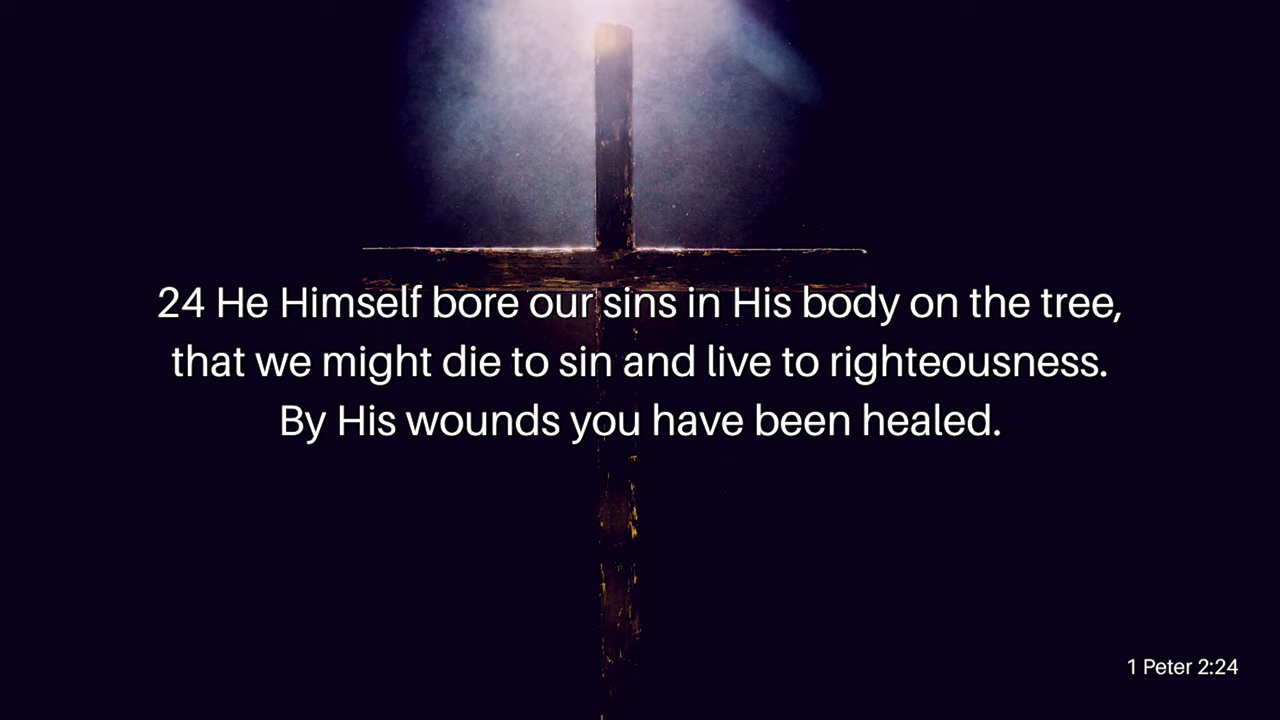 24 He Himself bore our sins in His body on the tree,
that we might die to sin and live to righteousness.
By His wounds you have been healed.
1 Peter 2:24